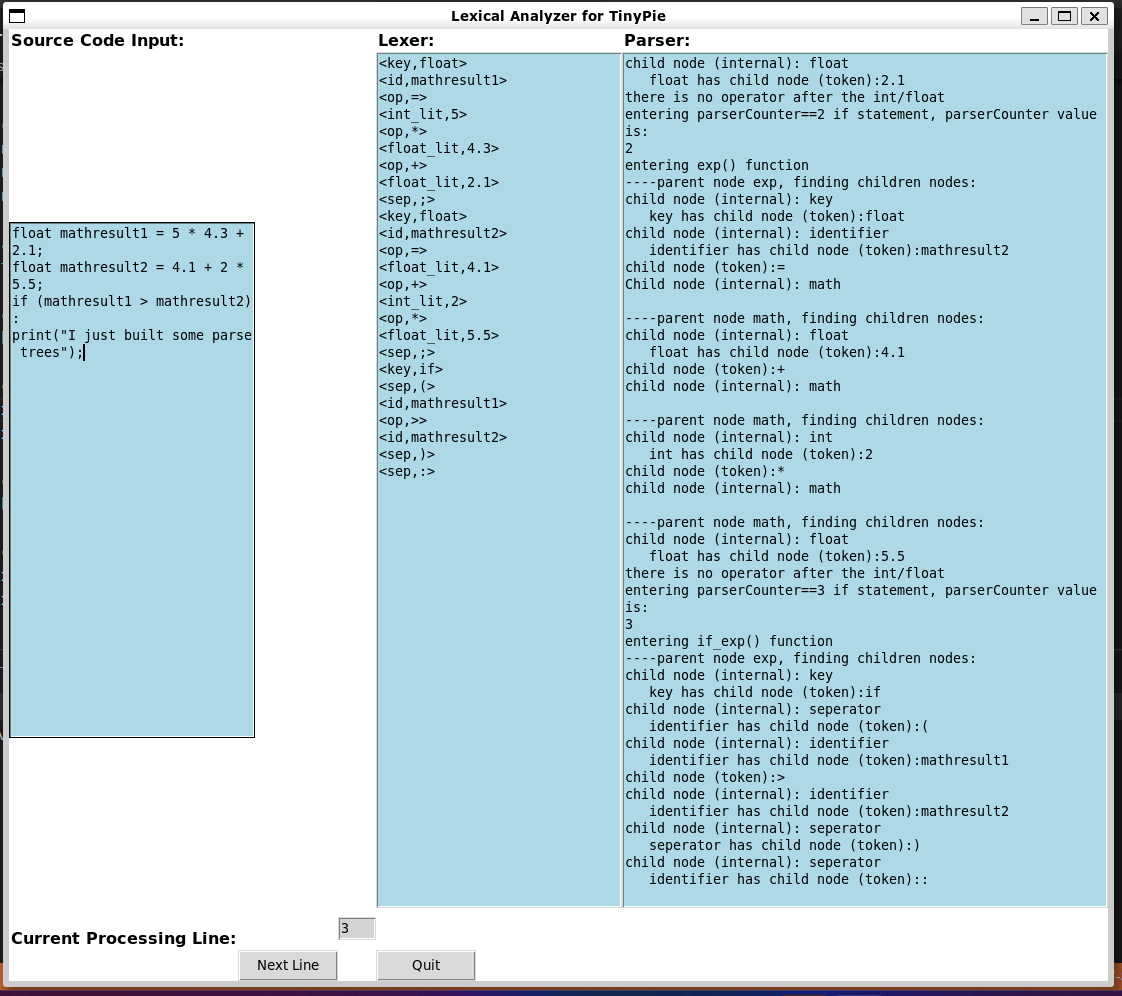 Lexical Analyzer for TinyPie
Source Code Input:
float mathresult1 = 5 * 4.3 +
2.1;
float mathresult2 = 4.1 + 2 *
5.5;
if (mathresult1 > mathresult2)
:
print("I just built some parse
 trees");
Lexer:
<key,float>
<id,mathresult1>
<op,=>
<int_lit,5>
<op,*>
<float_lit,4.3>
<op,+>
<float_lit,2.1>
<sep,;>
<key,float>
<id,mathresult2>
<op,=>
<float_lit,4.1>
<op,+>
<int_lit,2>
<op,*>
<float_lit,5.5>
<sep,;>
<key,if>
<sep,(>
<id,mathresult1>
<op,>>
<id,mathresult2>
<sep,)>
<sep,:>
Parser:
child node (internal): float
   float has child node (token):2.1
there is no operator after the int/float
entering parserCounter==2 if statement, parserCounter value
is:
2
entering exp() function
----parent node exp, finding children nodes:
child node (internal): key
   key has child node (token):float
child node (internal): identifier
   identifier has child node (token):mathresult2
child node (token):=
Child node (internal): math

----parent node math, finding children nodes:
child node (internal): float
   float has child node (token):4.1
child node (token):+
child node (internal): math

----parent node math, finding children nodes:
child node (internal): int
   int has child node (token):2
child node (token):*
child node (internal): math

----parent node math, finding children nodes:
child node (internal): float
   float has child node (token):5.5
there is no operator after the int/float
entering parserCounter==3 if statement, parserCounter value
is:
3
entering if_exp() function
----parent node exp, finding children nodes:
child node (internal): key
   key has child node (token):if
child node (internal): seperator
   identifier has child node (token):(
child node (internal): identifier
   identifier has child node (token):mathresult1
child node (token):>
child node (internal): identifier
   identifier has child node (token):mathresult2
child node (internal): seperator
   seperator has child node (token):)
child node (internal): seperator
   identifier has child node (token)::
Current Processing Line:
3
Next Line
Quit